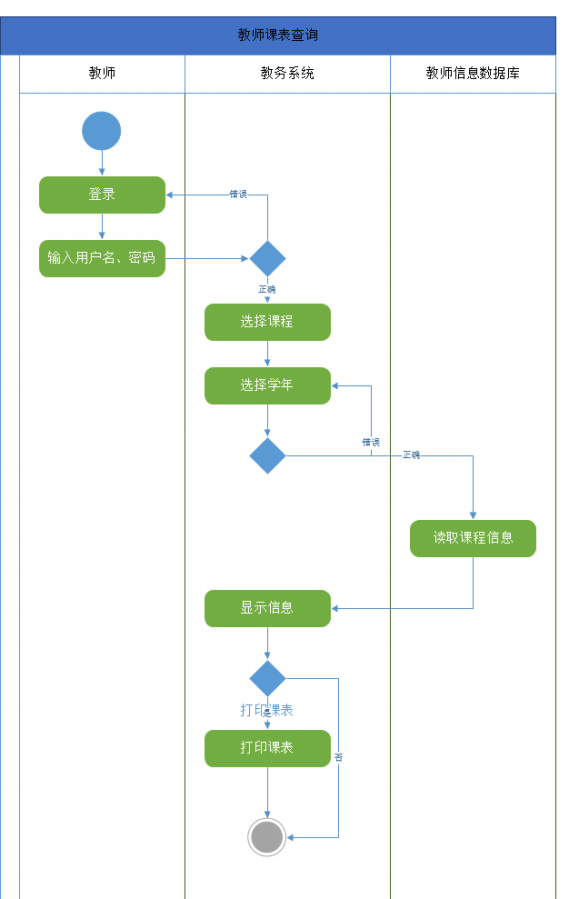 教师课表查询
教师
教务系统
教师信息数据库
登录
错误
输入用户名、密码
正确
选择课程
选择学年
错误
正确
读取课程信息
显示信息
打印课表
是
打印课表
否